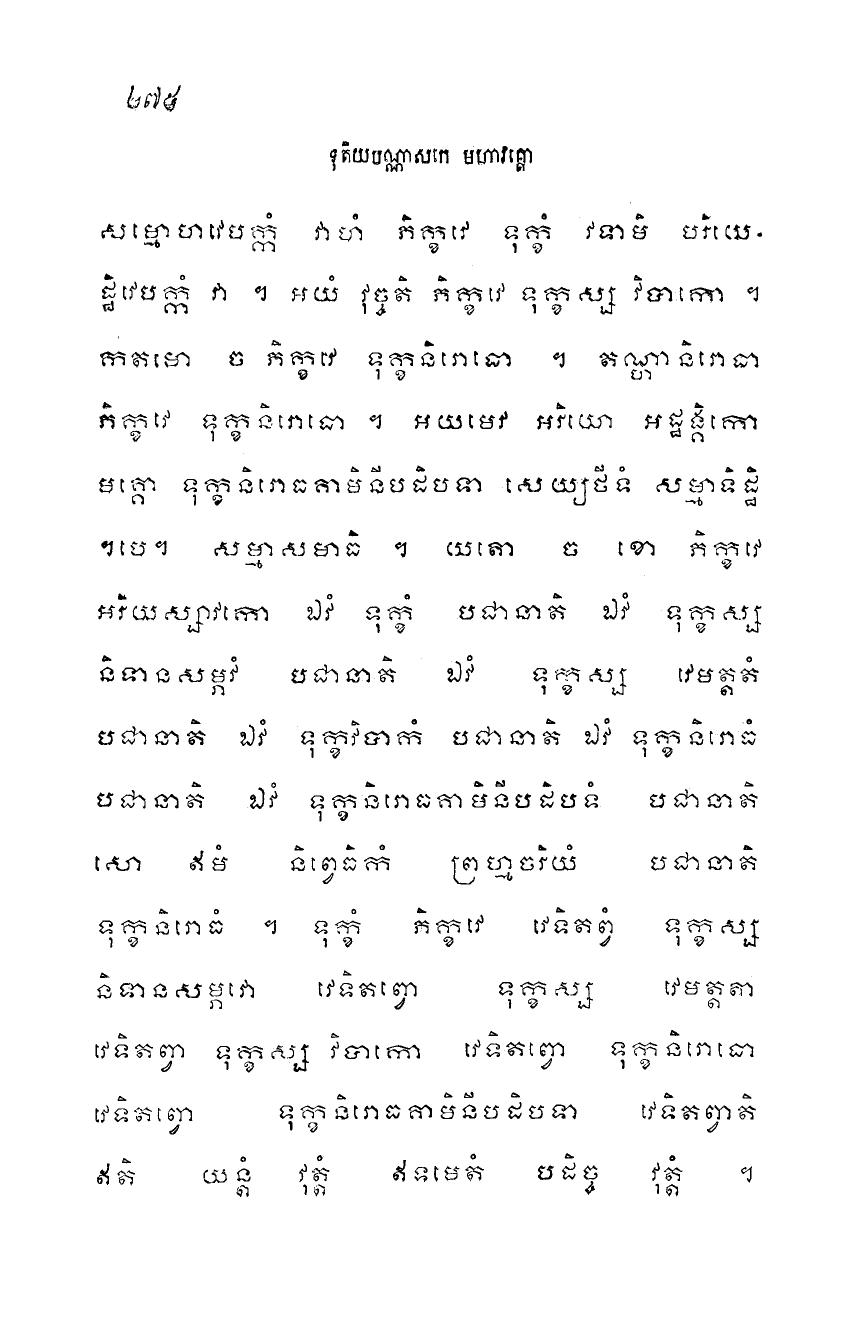 ២៧៥
ទុតិយបណ្ណាសកេ មហាវគ្គោ
សម្មោហវេបក្កំ វាហំ ភិក្ខវេ ទុក្ខំ វទាមិ បរិយេ-
ដ្ឋិវេបក្កំ វា ។ អយំ វុច្ចតិ ភិក្ខវេ ទុក្ខស្ស វិបាកោ ។
កតមោ ច ភិក្ខវេ ទុក្ខនិរោធោ ។ តណ្ហានិរោធា
ភិក្ខវេ ទុក្ខនិរោធោ ។ អយមេវ អរិយោ អដ្ឋង្គិកោ
មគ្គោ ទុក្ខនិរោធគាមិនីបដិបទា សេយ្យថីទំ សម្មាទិដ្ឋិ
។បេ។ សម្មាសមាធិ ។ យតោ ច ខោ ភិក្ខវេ
អរិយស្សាវកោ ឯវំ ទុក្ខំ បជានាតិ ឯវំ ទុក្ខស្ស
និទានសម្ភវំ បជានាតិ ឯវំ ទុក្ខស្ស វេមត្តតំ
បជានាតិ ឯវំ ទុក្ខវិបាកំ បជានាតិ ឯវំ ទុក្ខនិរោធំ
បជានាតិ ឯវំ ទុក្ខនិរោធគាមិនីបដិបទំ បជានាតិ
សោ ឥមំ និព្វេធិកំ ព្រហ្មចរិយំ បជានាតិ
ទុក្ខនិរោធំ ។ ទុក្ខំ ភិក្ខវេ វេទិតព្វំ ទុក្ខស្ស
និទានសម្ភវោ វេទិតព្វោ ទុក្ខស្ស វេមត្តតា
វេទិតព្វា ទុក្ខស្ស វិបាកោ វេទិតព្វោ ទុក្ខនិរោធោ
វេទិតព្វោ ទុក្ខនិរោធគាមិនីបដិបទា វេទិតព្វាតិ
ឥតិ យន្តំ វុត្តំ ឥទមេតំ បដិច្ច វុត្តំ ។